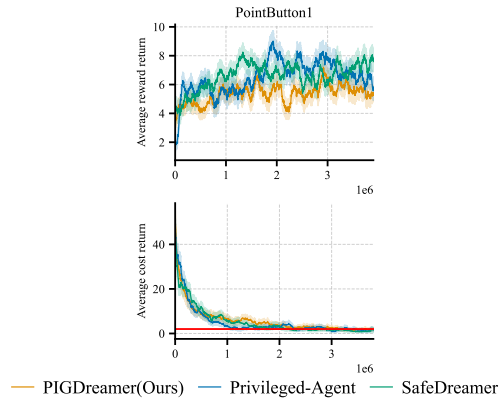 PointButton1
Average reward return
10
8
6
4
2
0
1
2
3
1e6
Average cost return
40
20
0
0
1
2
3
1e6
PIGDreamer(Ours)
Privileged-Agent
SafeDreamer